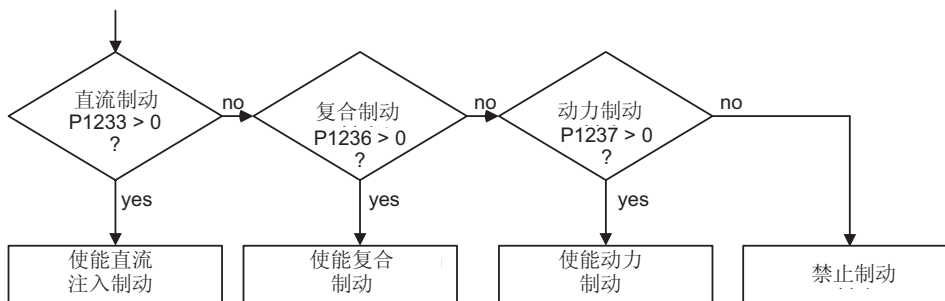 直流制动
P1233 > 0
?
no
复合制动
P1236 > 0
?
no
动力制动
P1237 > 0
?
no
yes
yes
yes
使能直流
注入制动
使能复合
制动
使能动力
制动
禁止制动